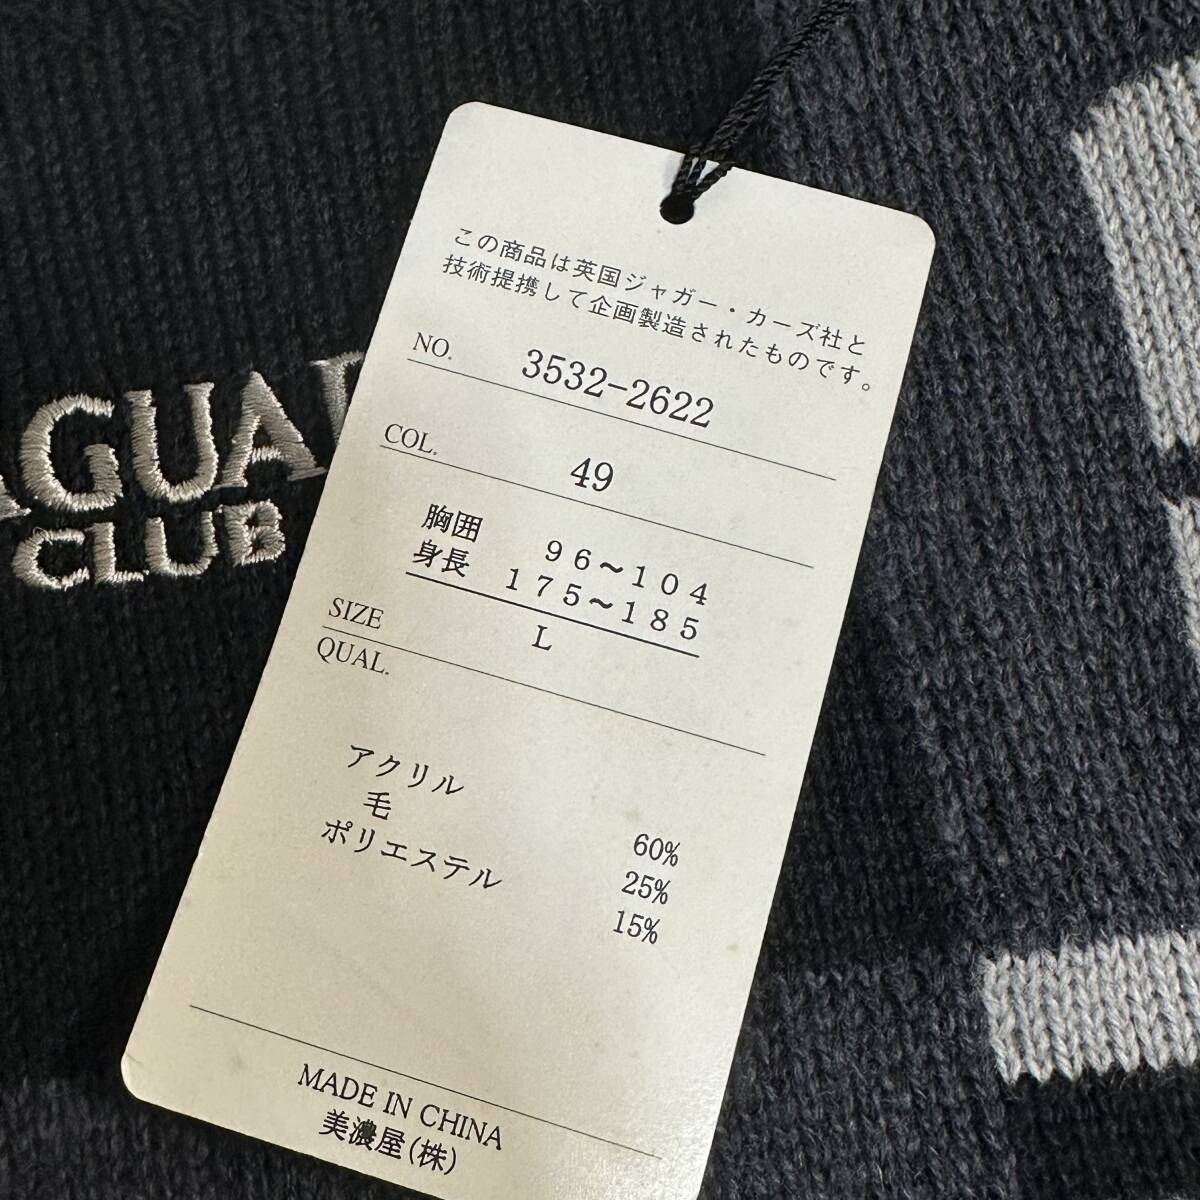 この商品は英国ジャガー・カーズ社と
技術提携して企画製造されたものです。
NO. 3532-2622
COL. 49
胸囲 96~104
身長 175~185
SIZE L
QUAL.
アクリル 60%
毛 25%
ポリエステル 15%
MADE IN CHINA
美濃屋(株)
AGUAR
CLUB